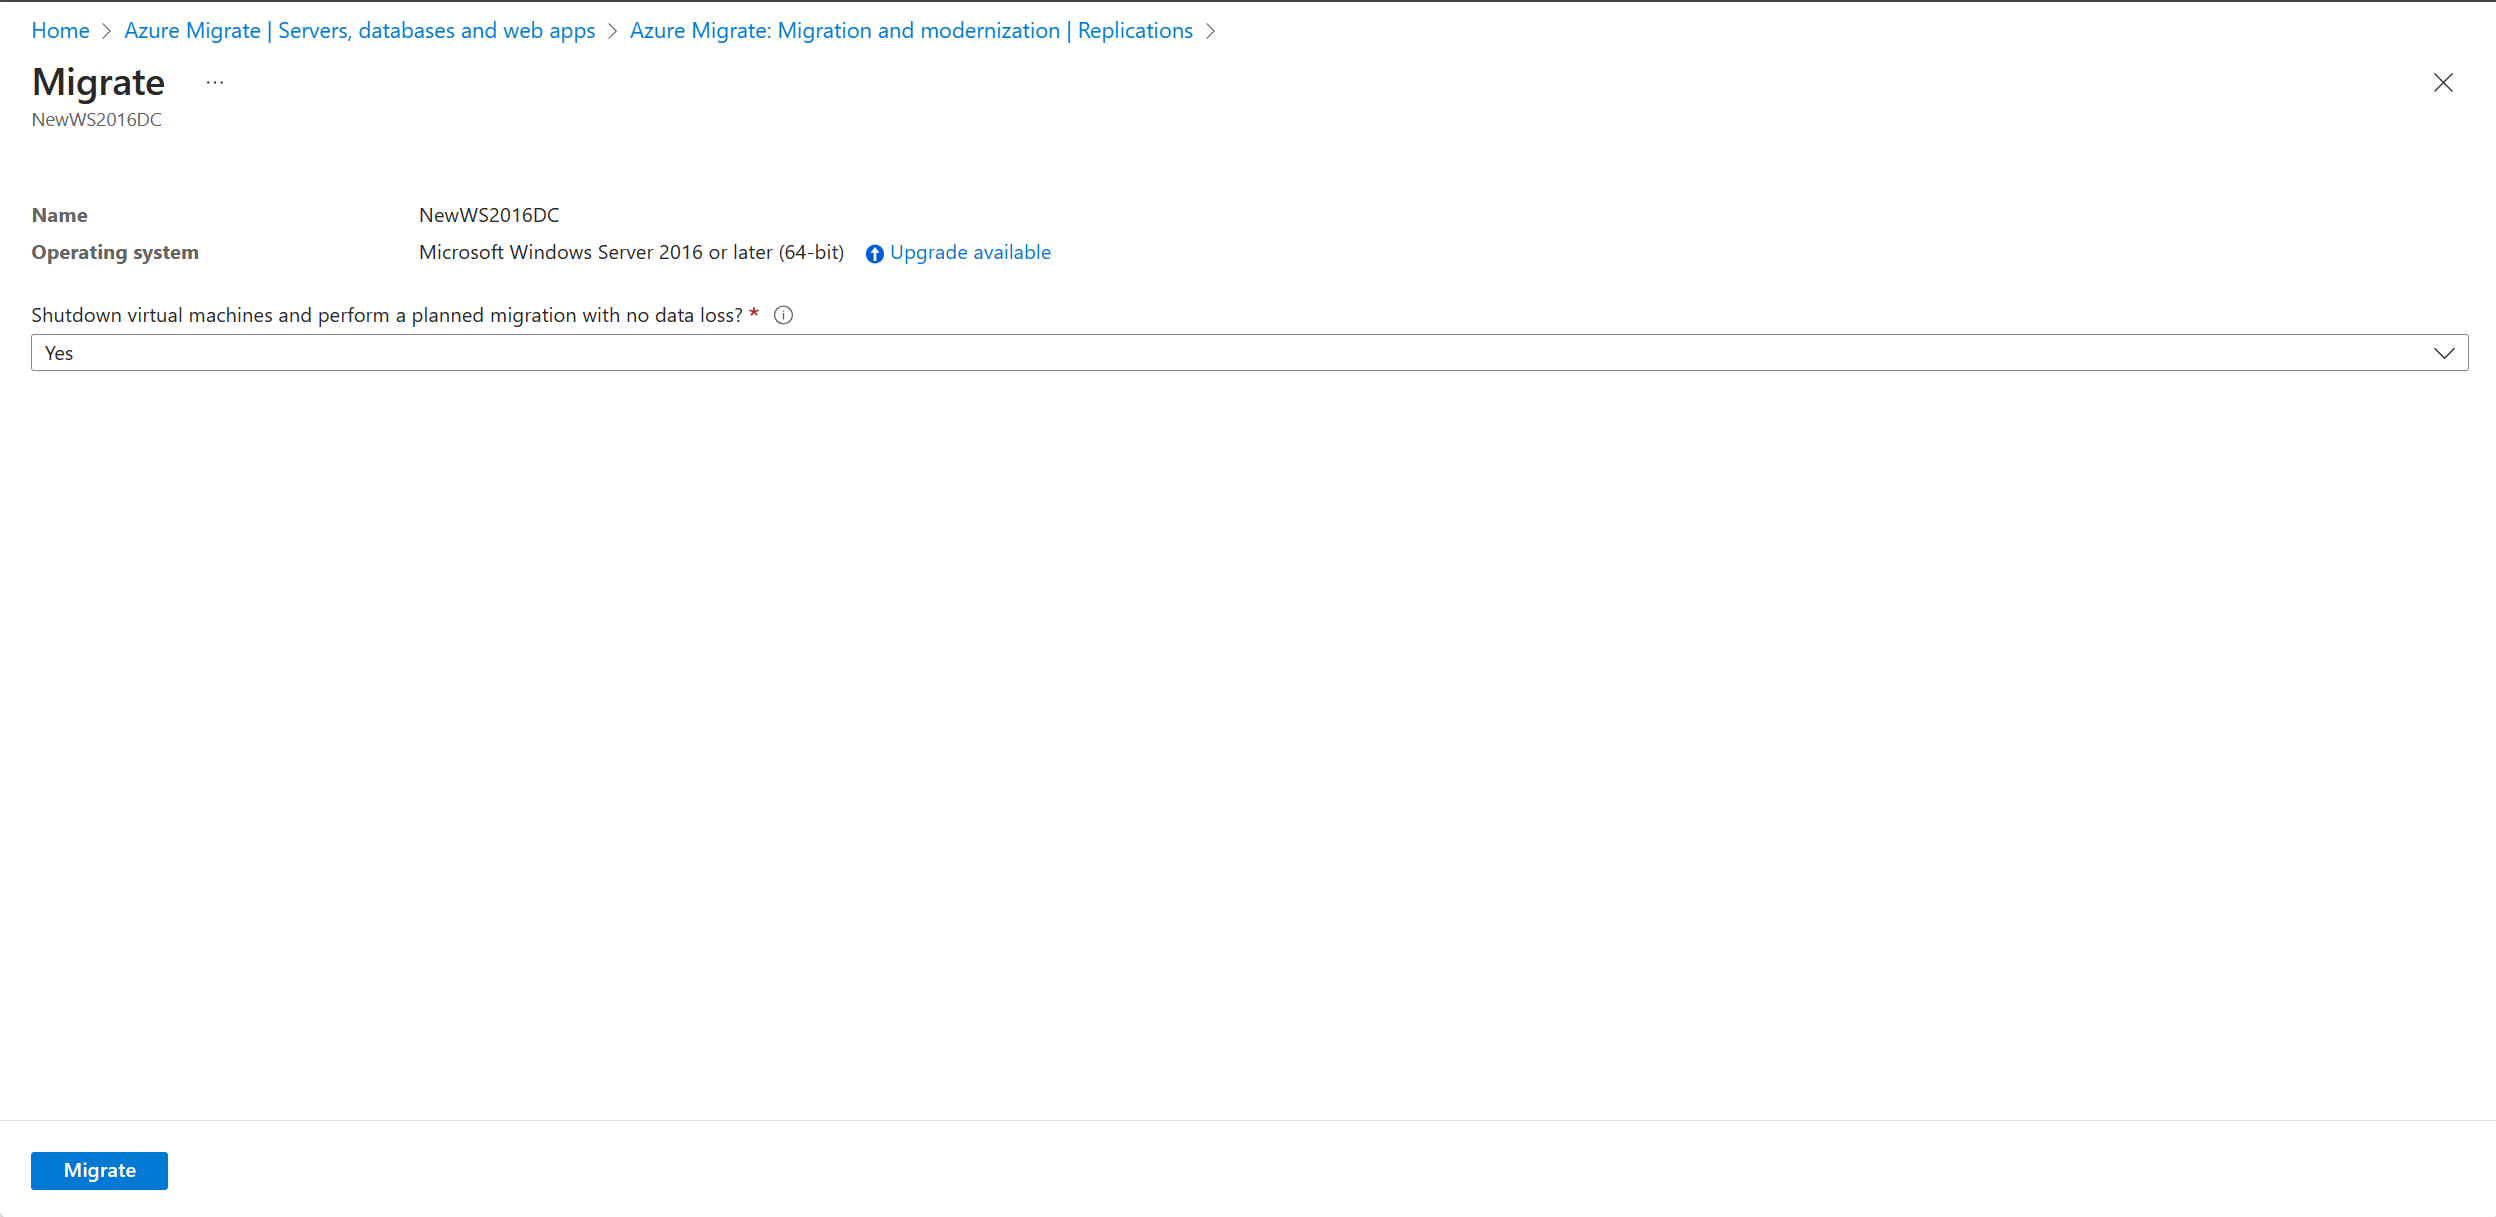 Home > Azure Migrate | Servers, databases and web apps > Azure Migrate: Migration and modernization | Replications >
Migrate ...
NewWS2016DC
Name NewWS2016DC
Operating system Microsoft Windows Server 2016 or later (64-bit) Upgrade available
Shutdown virtual machines and perform a planned migration with no data loss? *
Yes
Migrate